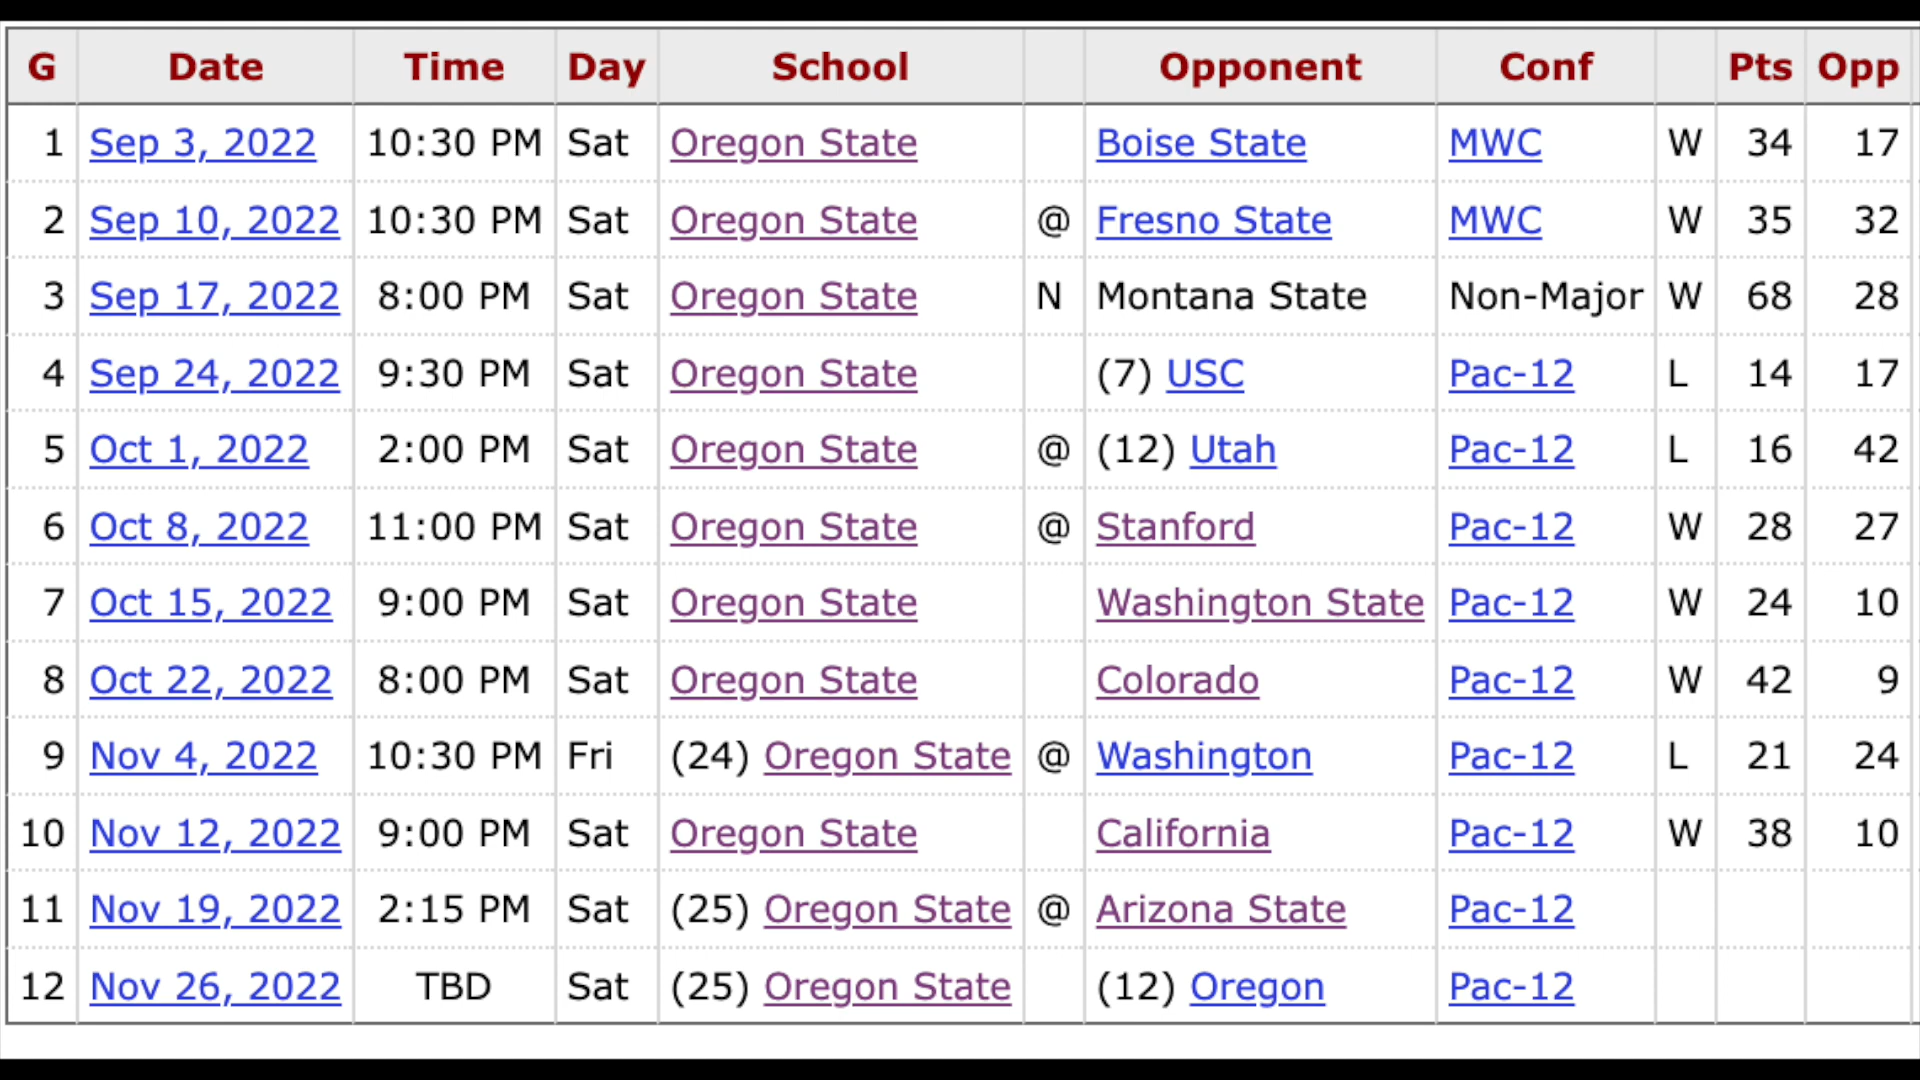 G Date Time Day School Opponent Conf Pts Opp
1 Sep 3, 2022 10:30 PM Sat Oregon State Boise State MWC W 34 17
2 Sep 10, 2022 10:30 PM Sat Oregon State @ Fresno State MWC W 35 32
3 Sep 17, 2022 8:00 PM Sat Oregon State N Montana State Non-Major W 68 28
4 Sep 24, 2022 9:30 PM Sat Oregon State (7) USC Pac-12 L 14 17
5 Oct 1, 2022 2:00 PM Sat Oregon State @ (12) Utah Pac-12 L 16 42
6 Oct 8, 2022 11:00 PM Sat Oregon State @ Stanford Pac-12 W 28 27
7 Oct 15, 2022 9:00 PM Sat Oregon State Washington State Pac-12 W 24 10
8 Oct 22, 2022 8:00 PM Sat Oregon State Colorado Pac-12 W 42 9
9 Nov 4, 2022 10:30 PM Fri (24) Oregon State @ Washington Pac-12 L 21 24
10 Nov 12, 2022 9:00 PM Sat Oregon State California Pac-12 W 38 10
11 Nov 19, 2022 2:15 PM Sat (25) Oregon State @ Arizona State Pac-12
12 Nov 26, 2022 TBD Sat (25) Oregon State (12) Oregon Pac-12